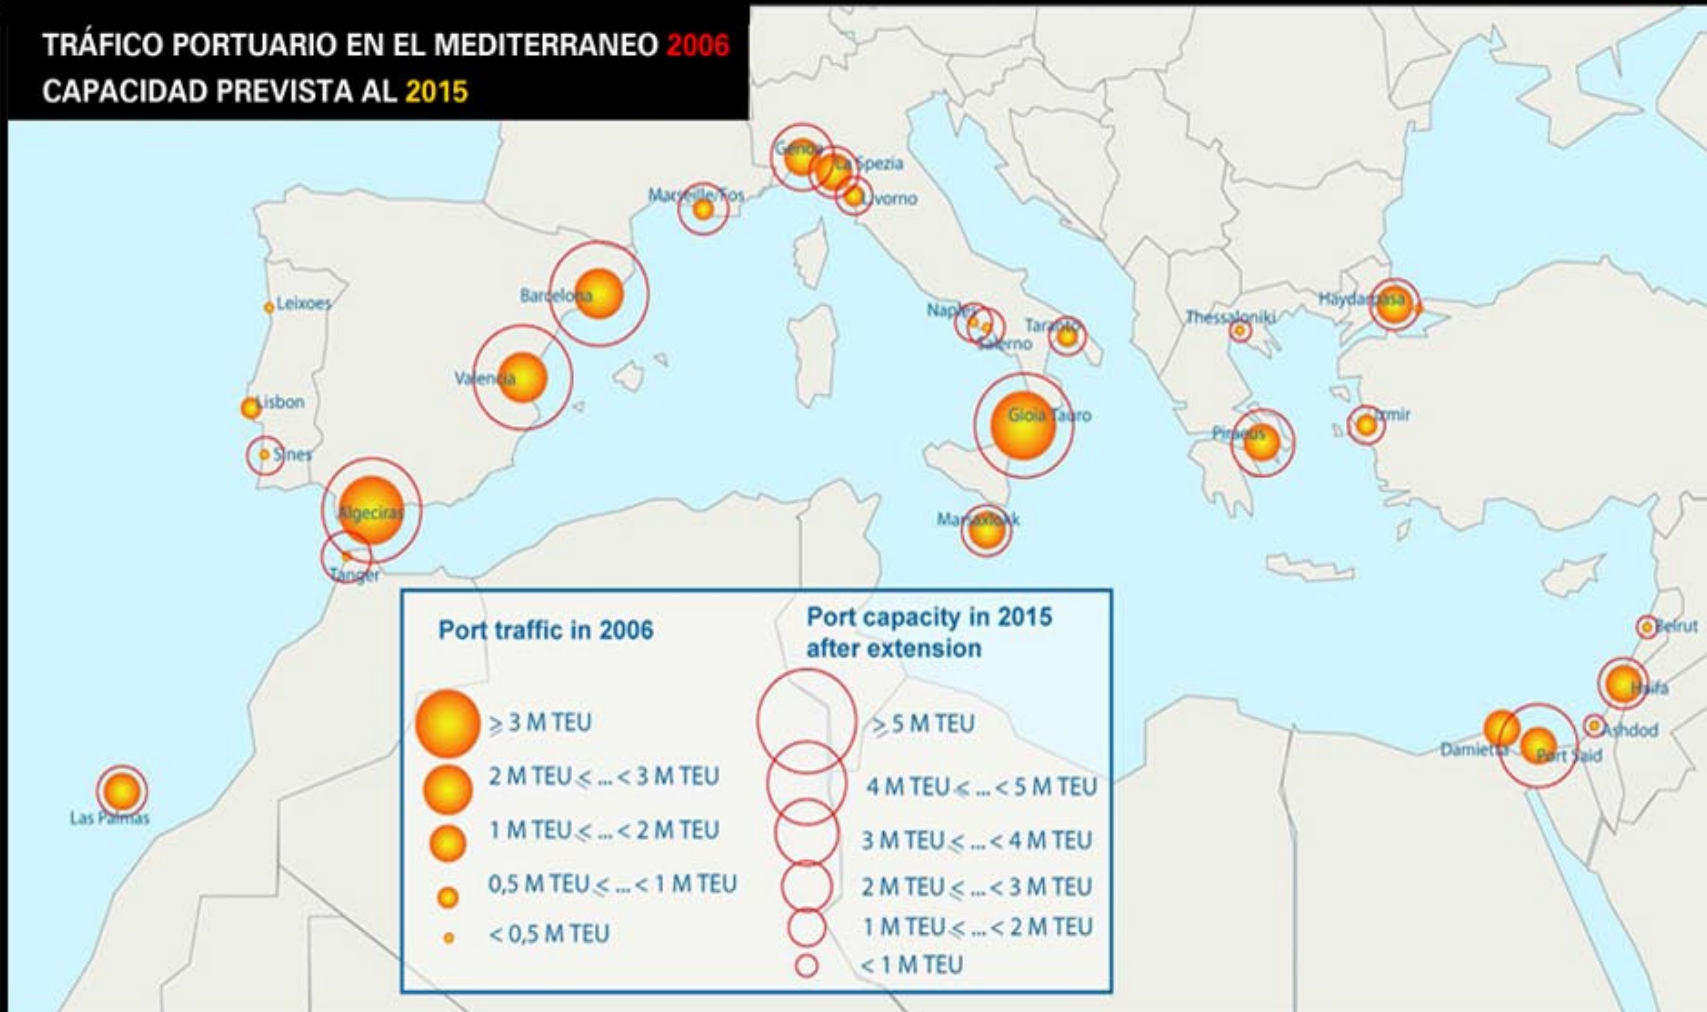 TRÁFICO PORTUARIO EN EL MEDITERRANEO 2006
CAPACIDAD PREVISTA AL 2015
Genoa
La Spezia
Livorno
Marseille/Fos
Barcelona
Valencia
Leixoes
Lisbon
Sines
Algeciras
Tanger
Las Palmas
Naples
Salerno
Taranto
Gioia Tauro
Marsaxlokk
Thessaloniki
Haydarpasa
Piraeus
Izmir
Beirut
Haifa
Ashdod
Damietta
Port Said
Port traffic in 2006
≥ 3 M TEU
2 M TEU ≤ ... < 3 M TEU
1 M TEU ≤ ... < 2 M TEU
0,5 M TEU ≤ ... < 1 M TEU
< 0,5 M TEU
Port capacity in 2015
after extension
≥ 5 M TEU
4 M TEU ≤ ... < 5 M TEU
3 M TEU ≤ ... < 4 M TEU
2 M TEU ≤ ... < 3 M TEU
1 M TEU ≤ ... < 2 M TEU
< 1 M TEU